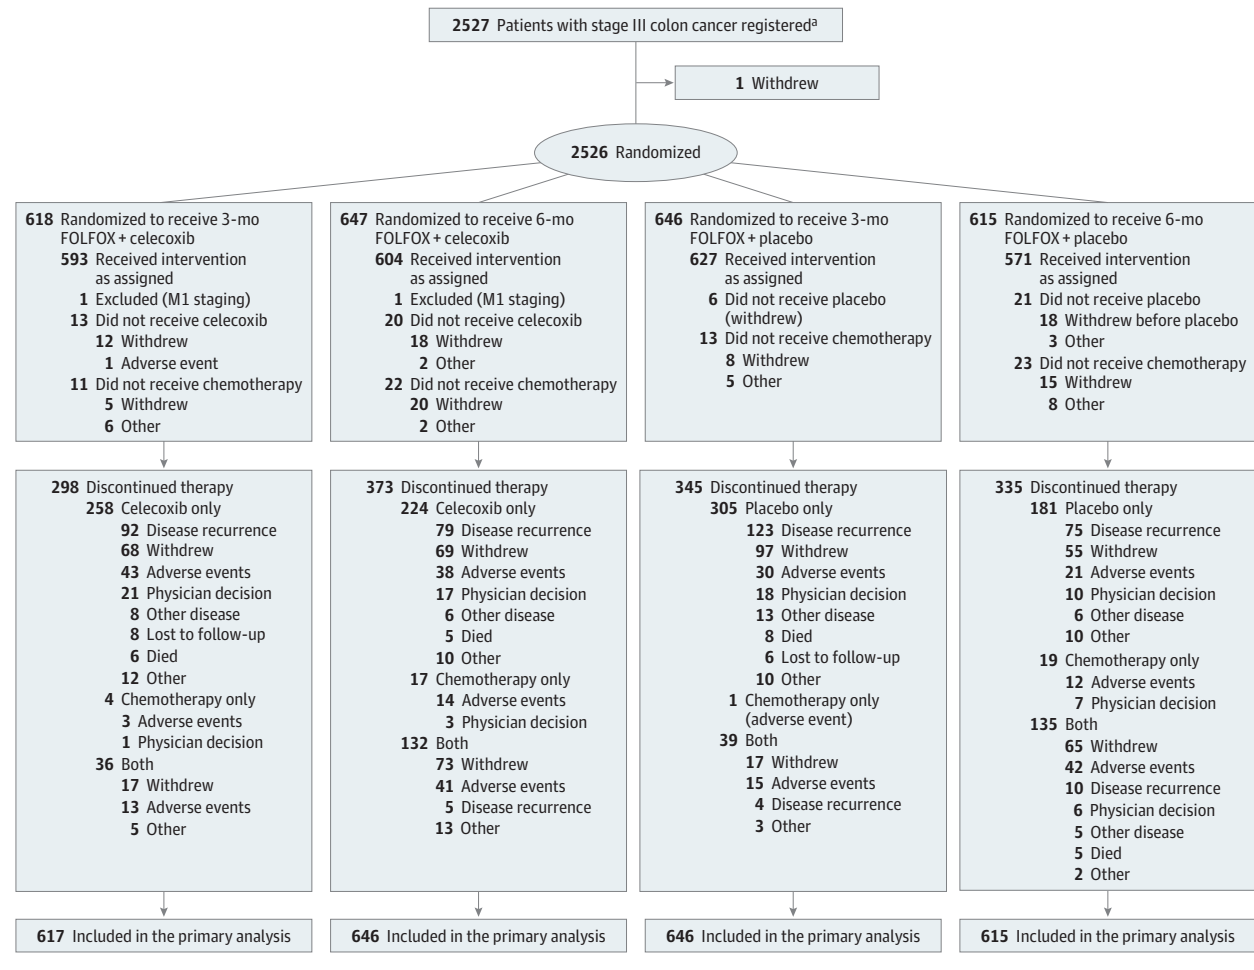 2527 Patients with stage III colon cancer registeredᵃ
1 Withdrew
2526 Randomized
618 Randomized to receive 3-mo
FOLFOX + celecoxib
593 Received intervention
as assigned
1 Excluded (M1 staging)
13 Did not receive celecoxib
12 Withdrew
1 Adverse event
11 Did not receive chemotherapy
5 Withdrew
6 Other
647 Randomized to receive 6-mo
FOLFOX + celecoxib
604 Received intervention
as assigned
1 Excluded (M1 staging)
20 Did not receive celecoxib
18 Withdrew
2 Other
22 Did not receive chemotherapy
20 Withdrew
2 Other
646 Randomized to receive 3-mo
FOLFOX + placebo
627 Received intervention
as assigned
6 Did not receive placebo
(withdrew)
13 Did not receive chemotherapy
8 Withdrew
5 Other
615 Randomized to receive 6-mo
FOLFOX + placebo
571 Received intervention
as assigned
21 Did not receive placebo
18 Withdrew before placebo
3 Other
23 Did not receive chemotherapy
15 Withdrew
8 Other
298 Discontinued therapy
258 Celecoxib only
92 Disease recurrence
68 Withdrew
43 Adverse events
21 Physician decision
8 Other disease
8 Lost to follow-up
6 Died
12 Other
4 Chemotherapy only
3 Adverse events
1 Physician decision
36 Both
17 Withdrew
13 Adverse events
5 Other
373 Discontinued therapy
224 Celecoxib only
79 Disease recurrence
69 Withdrew
38 Adverse events
17 Physician decision
6 Other disease
5 Died
10 Other
17 Chemotherapy only
14 Adverse events
3 Physician decision
132 Both
73 Withdrew
41 Adverse events
5 Disease recurrence
13 Other
345 Discontinued therapy
305 Placebo only
123 Disease recurrence
97 Withdrew
30 Adverse events
18 Physician decision
13 Other disease
8 Died
6 Lost to follow-up
10 Other
1 Chemotherapy only
(adverse event)
39 Both
17 Withdrew
15 Adverse events
4 Disease recurrence
3 Other
335 Discontinued therapy
181 Placebo only
75 Disease recurrence
55 Withdrew
21 Adverse events
10 Physician decision
6 Other disease
10 Other
19 Chemotherapy only
12 Adverse events
7 Physician decision
135 Both
65 Withdrew
42 Adverse events
10 Disease recurrence
6 Physician decision
5 Other disease
5 Died
2 Other
617 Included in the primary analysis
646 Included in the primary analysis
646 Included in the primary analysis
615 Included in the primary analysis